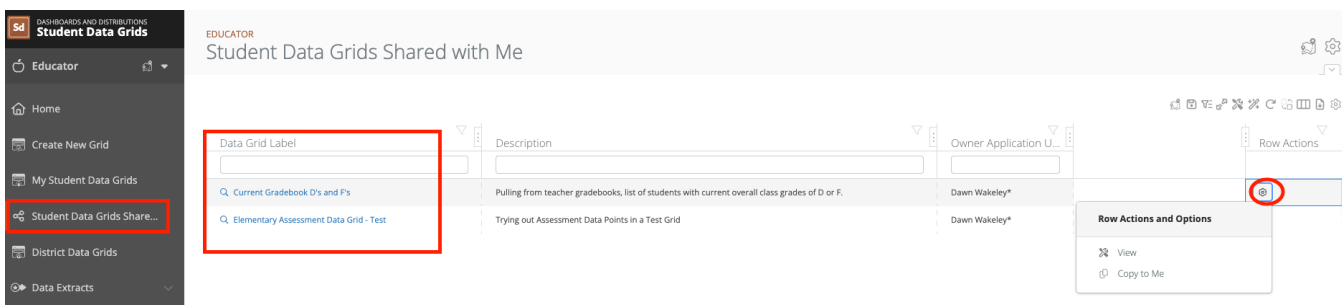 Sd
DASHBOARDS AND DISTRIBUTIONS
Student Data Grids
Educator
Home
Create New Grid
My Student Data Grids
Student Data Grids Share...
District Data Grids
Data Extracts
EDUCATOR
Student Data Grids Shared with Me
Data Grid Label Description Owner Application U... Row Actions
Current Gradebook D's and F's Pulling from teacher gradebooks, list of students with current overall class grades of D or F. Dawn Wakeley*
Elementary Assessment Data Grid - Test Trying out Assessment Data Points in a Test Grid Dawn Wakeley*
Row Actions and Options
View
Copy to Me